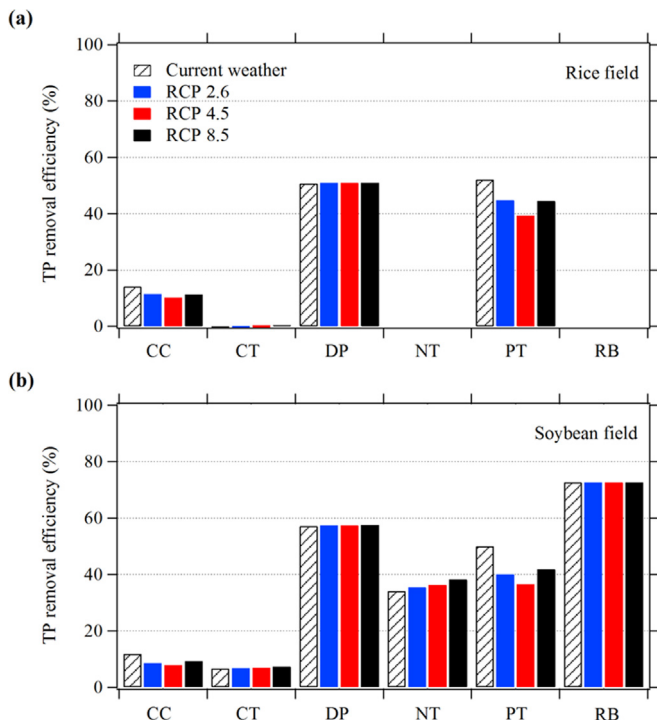 (a)
100
80
60
40
20
0
TP removal efficiency (%)
Current weather
RCP 2.6
RCP 4.5
RCP 8.5
Rice field
CC CT DP NT PT RB
(b)
100
80
60
40
20
0
TP removal efficiency (%)
Soybean field
CC CT DP NT PT RB